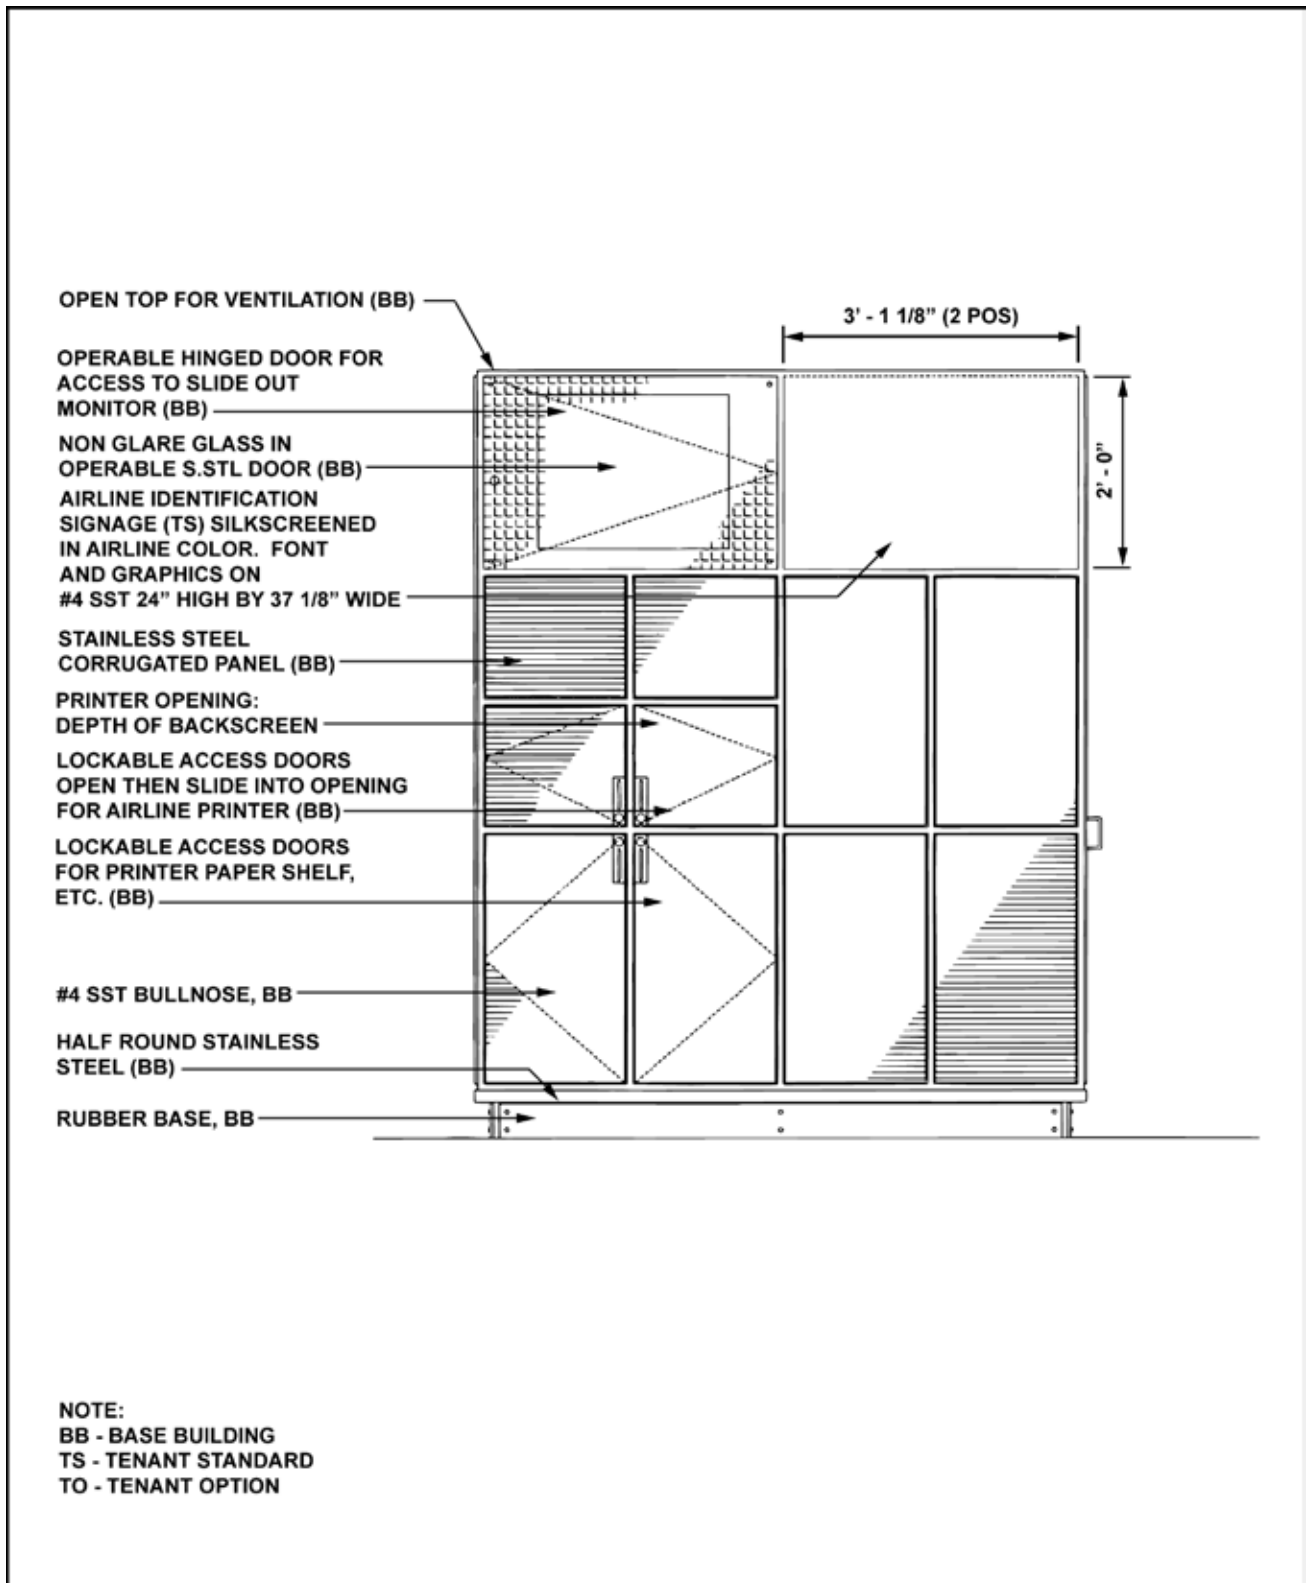 OPEN TOP FOR VENTILATION (BB)
3’ - 1 1/8” (2 POS)
OPERABLE HINGED DOOR FOR
ACCESS TO SLIDE OUT
MONITOR (BB)
NON GLARE GLASS IN
OPERABLE S.STL DOOR (BB)
2’ - 0”
AIRLINE IDENTIFICATION
SIGNAGE (TS) SILKSCREENED
IN AIRLINE COLOR.  FONT
AND GRAPHICS ON
#4 SST 24” HIGH BY 37 1/8” WIDE
STAINLESS STEEL
CORRUGATED PANEL (BB)
PRINTER OPENING:
DEPTH OF BACKSCREEN
LOCKABLE ACCESS DOORS
OPEN THEN SLIDE INTO OPENING
FOR AIRLINE PRINTER (BB)
LOCKABLE ACCESS DOORS
FOR PRINTER PAPER SHELF,
ETC. (BB)
#4 SST BULLNOSE, BB
HALF ROUND STAINLESS
STEEL (BB)
RUBBER BASE, BB
NOTE:
BB - BASE BUILDING
TS - TENANT STANDARD
TO - TENANT OPTION